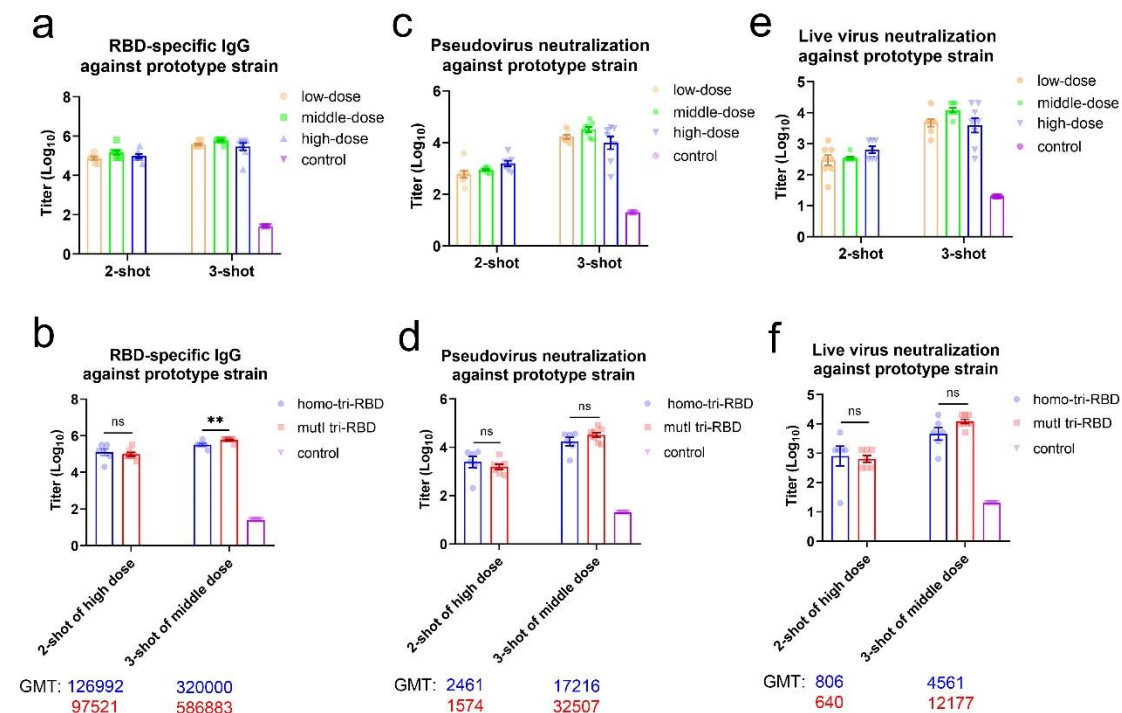 a
RBD-specific IgG
against prototype strain
low-dose
middle-dose
high-dose
control
Titer (Log10)
8
6
4
2
0
2-shot
3-shot
c
Pseudovirus neutralization
against prototype strain
low-dose
middle-dose
high-dose
control
Titer (Log10)
6
4
2
0
2-shot
3-shot
e
Live virus neutralization
against prototype strain
low-dose
middle-dose
high-dose
control
Titer (Log10)
5
4
3
2
1
0
2-shot
3-shot
b
RBD-specific IgG
against prototype strain
homo-tri-RBD
mutI tri-RBD
control
ns
**
Titer (Log10)
8
6
4
2
0
2-shot of high dose
3-shot of middle dose
GMT: 126992 320000
97521 586883
d
Pseudovirus neutralization
against prototype strain
homo-tri-RBD
mutI tri-RBD
control
ns
ns
Titer (Log10)
6
4
2
0
2-shot of high dose
3-shot of middle dose
GMT: 2461 17216
1574 32507
f
Live virus neutralization
against prototype strain
homo-tri-RBD
mutI tri-RBD
control
ns
ns
Titer (Log10)
5
4
3
2
1
0
2-shot of high dose
3-shot of middle dose
GMT: 806 4561
640 12177